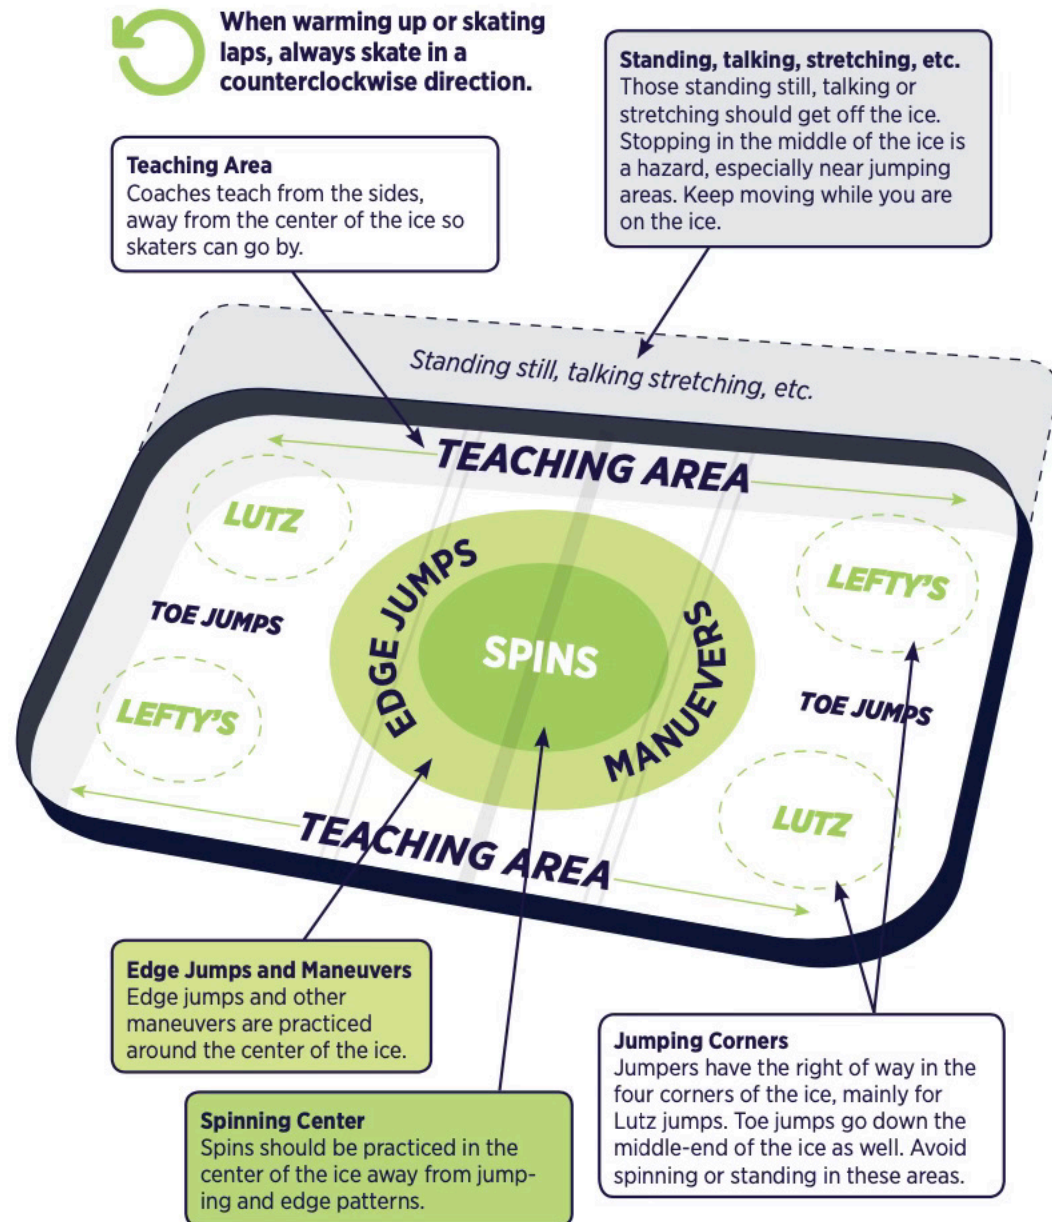 When warming up or skating
laps, always skate in a
counterclockwise direction.
Standing, talking, stretching, etc.
Those standing still, talking or
stretching should get off the ice.
Stopping in the middle of the ice is
a hazard, especially near jumping
areas. Keep moving while you are
on the ice.
Teaching Area
Coaches teach from the sides,
away from the center of the ice so
skaters can go by.
Standing still, talking stretching, etc.
TEACHING AREA
LUTZ
LEFTY'S
EDGE JUMPS
SPINS
MANUEVERS
TOE JUMPS
TOE JUMPS
LEFTY'S
LUTZ
TEACHING AREA
Edge Jumps and Maneuvers
Edge jumps and other
maneuvers are practiced
around the center of the ice.
Spinning Center
Spins should be practiced in the
center of the ice away from jump-
ing and edge patterns.
Jumping Corners
Jumpers have the right of way in the
four corners of the ice, mainly for
Lutz jumps. Toe jumps go down the
middle-end of the ice as well. Avoid
spinning or standing in these areas.